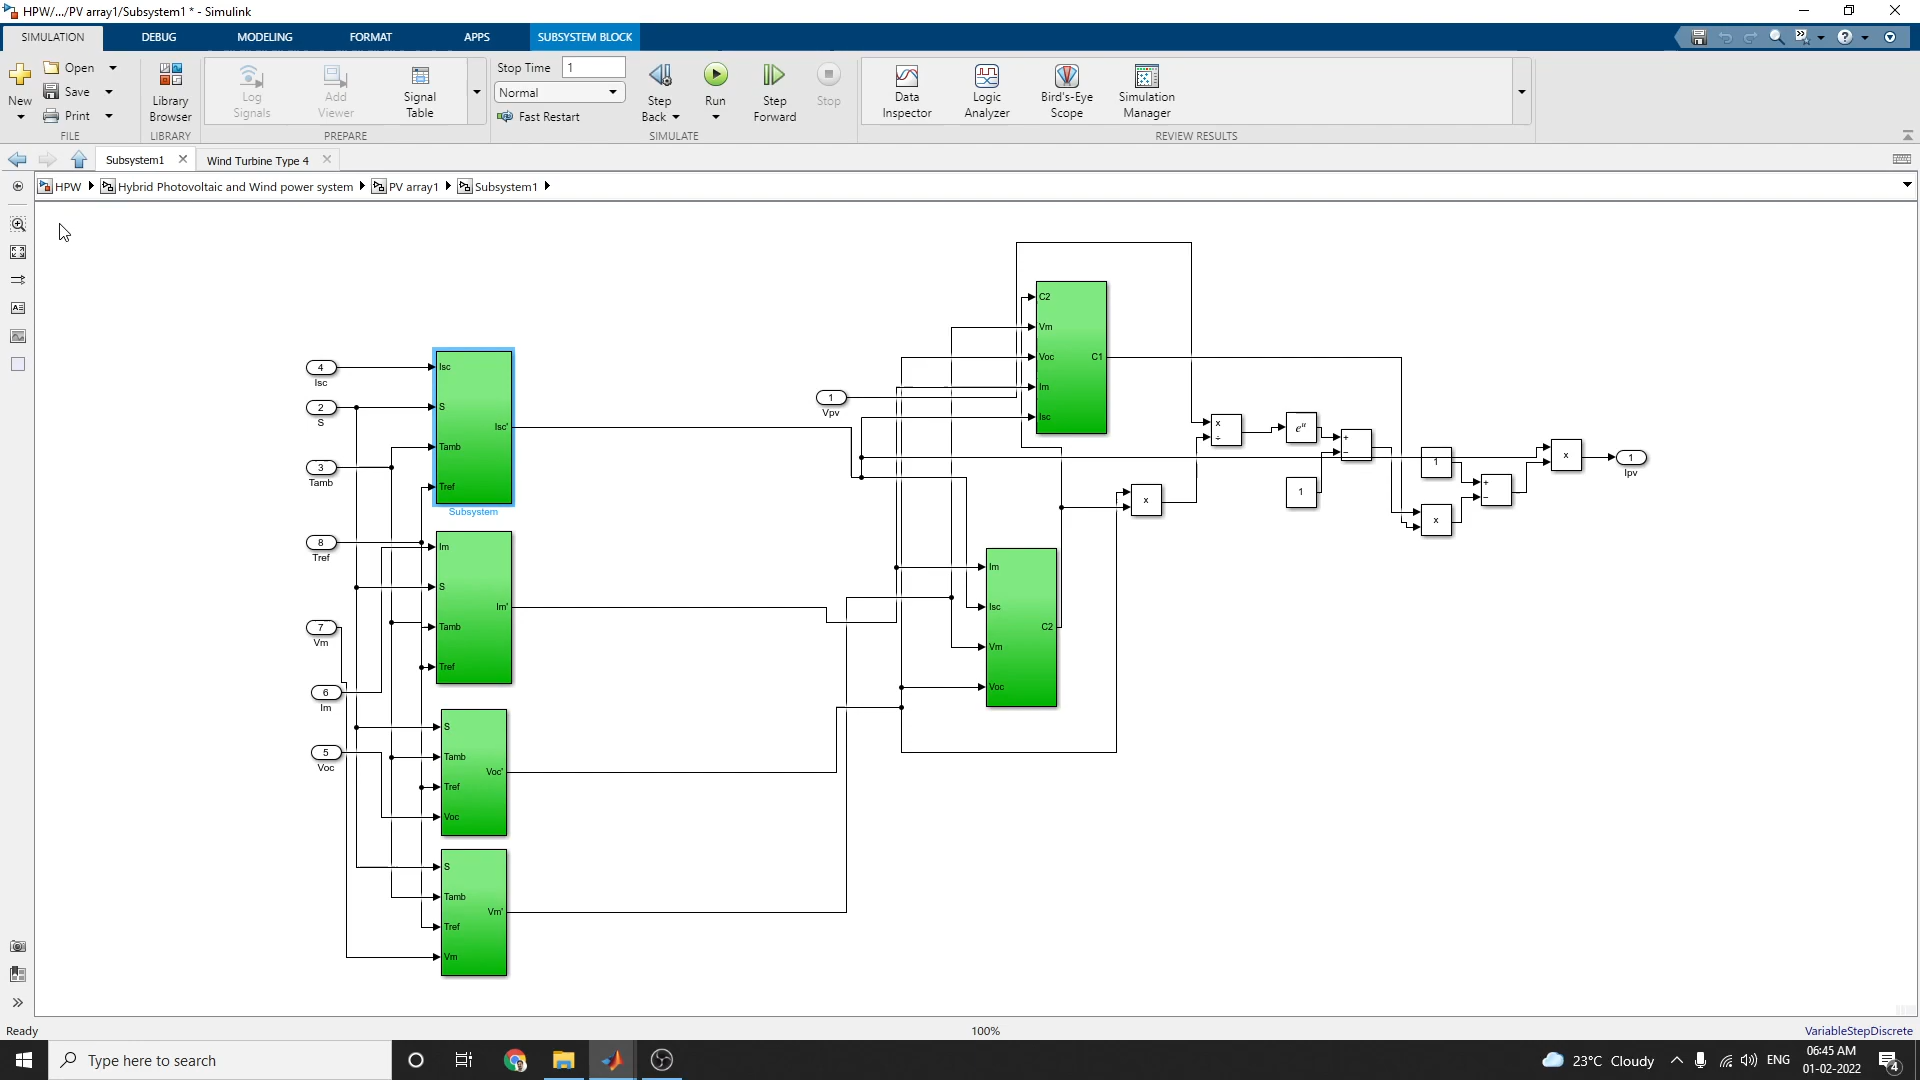 HPW/.../PV array1/Subsystem1 * - Simulink
SIMULATION DEBUG MODELING FORMAT APPS SUBSYSTEM BLOCK
New
Open
Save
Print
FILE
Library
Browser
LIBRARY
Log
Signals
Add
Viewer
Signal
Table
PREPARE
Stop Time 1
Normal
Fast Restart
Step
Back
Run
Step
Forward
Stop
SIMULATE
Data
Inspector
Logic
Analyzer
Bird's-Eye
Scope
Simulation
Manager
REVIEW RESULTS
Subsystem1 Wind Turbine Type 4
HPW Hybrid Photovoltaic and Wind power system PV array1 Subsystem1
4
Isc
2
S
3
Tamb
8
Tref
7
Vm
6
Im
5
Voc
Isc
S
Isc'
Tamb
Tref
Subsystem
Im
S
Im'
Tamb
Tref
S
Tamb
Voc'
Tref
Voc
S
Tamb
Vm'
Tref
Vm
1
Vpv
C2
Vm
Voc C1
Im
Isc
Im
Isc
C2
Vm
Voc
x
x
÷
e^u
1
+
−
1
x
+
−
x
1
Ipv
Ready 100% VariableStepDiscrete
Type here to search
23°C Cloudy
ENG
06:45 AM
01-02-2022
4